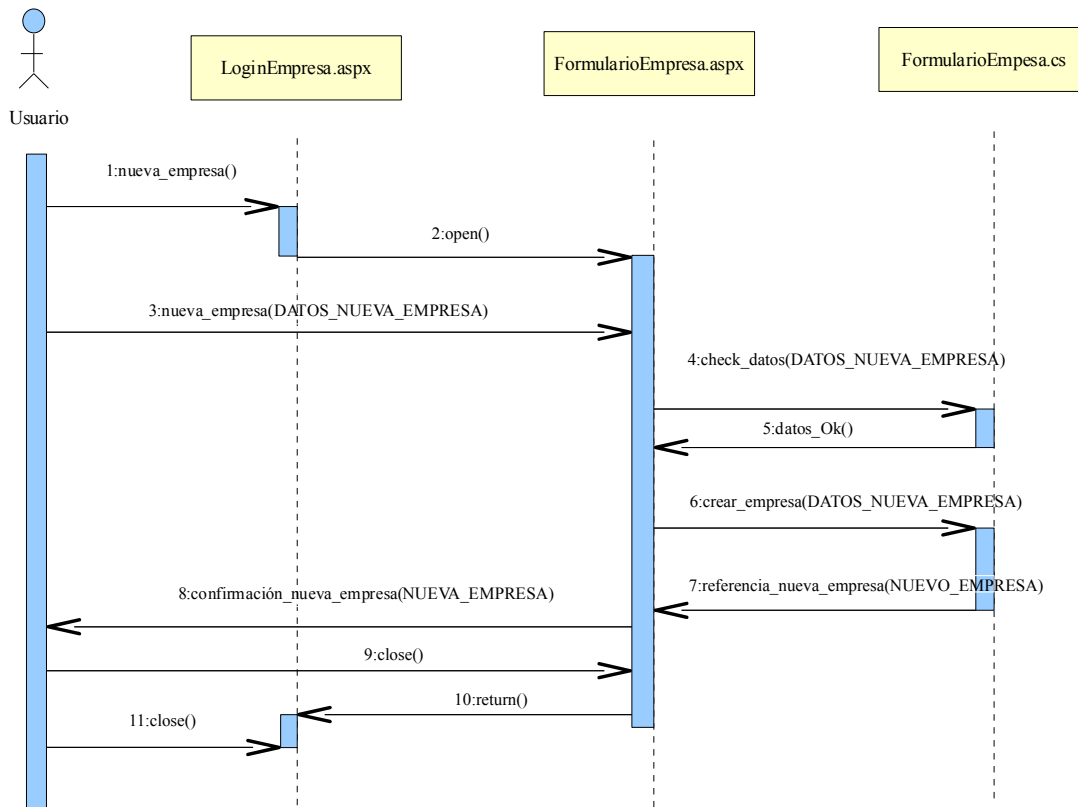 Usuario
LoginEmpresa.aspx
FormularioEmpresa.aspx
FormularioEmpesa.cs
1:nueva_empresa()
2:open()
3:nueva_empresa(DATOS_NUEVA_EMPRESA)
4:check_datos(DATOS_NUEVA_EMPRESA)
5:datos_Ok()
6:crear_empresa(DATOS_NUEVA_EMPRESA)
7:referencia_nueva_empresa(NUEVO_EMPRESA)
8:confirmación_nueva_empresa(NUEVA_EMPRESA)
9:close()
10:return()
11:close()